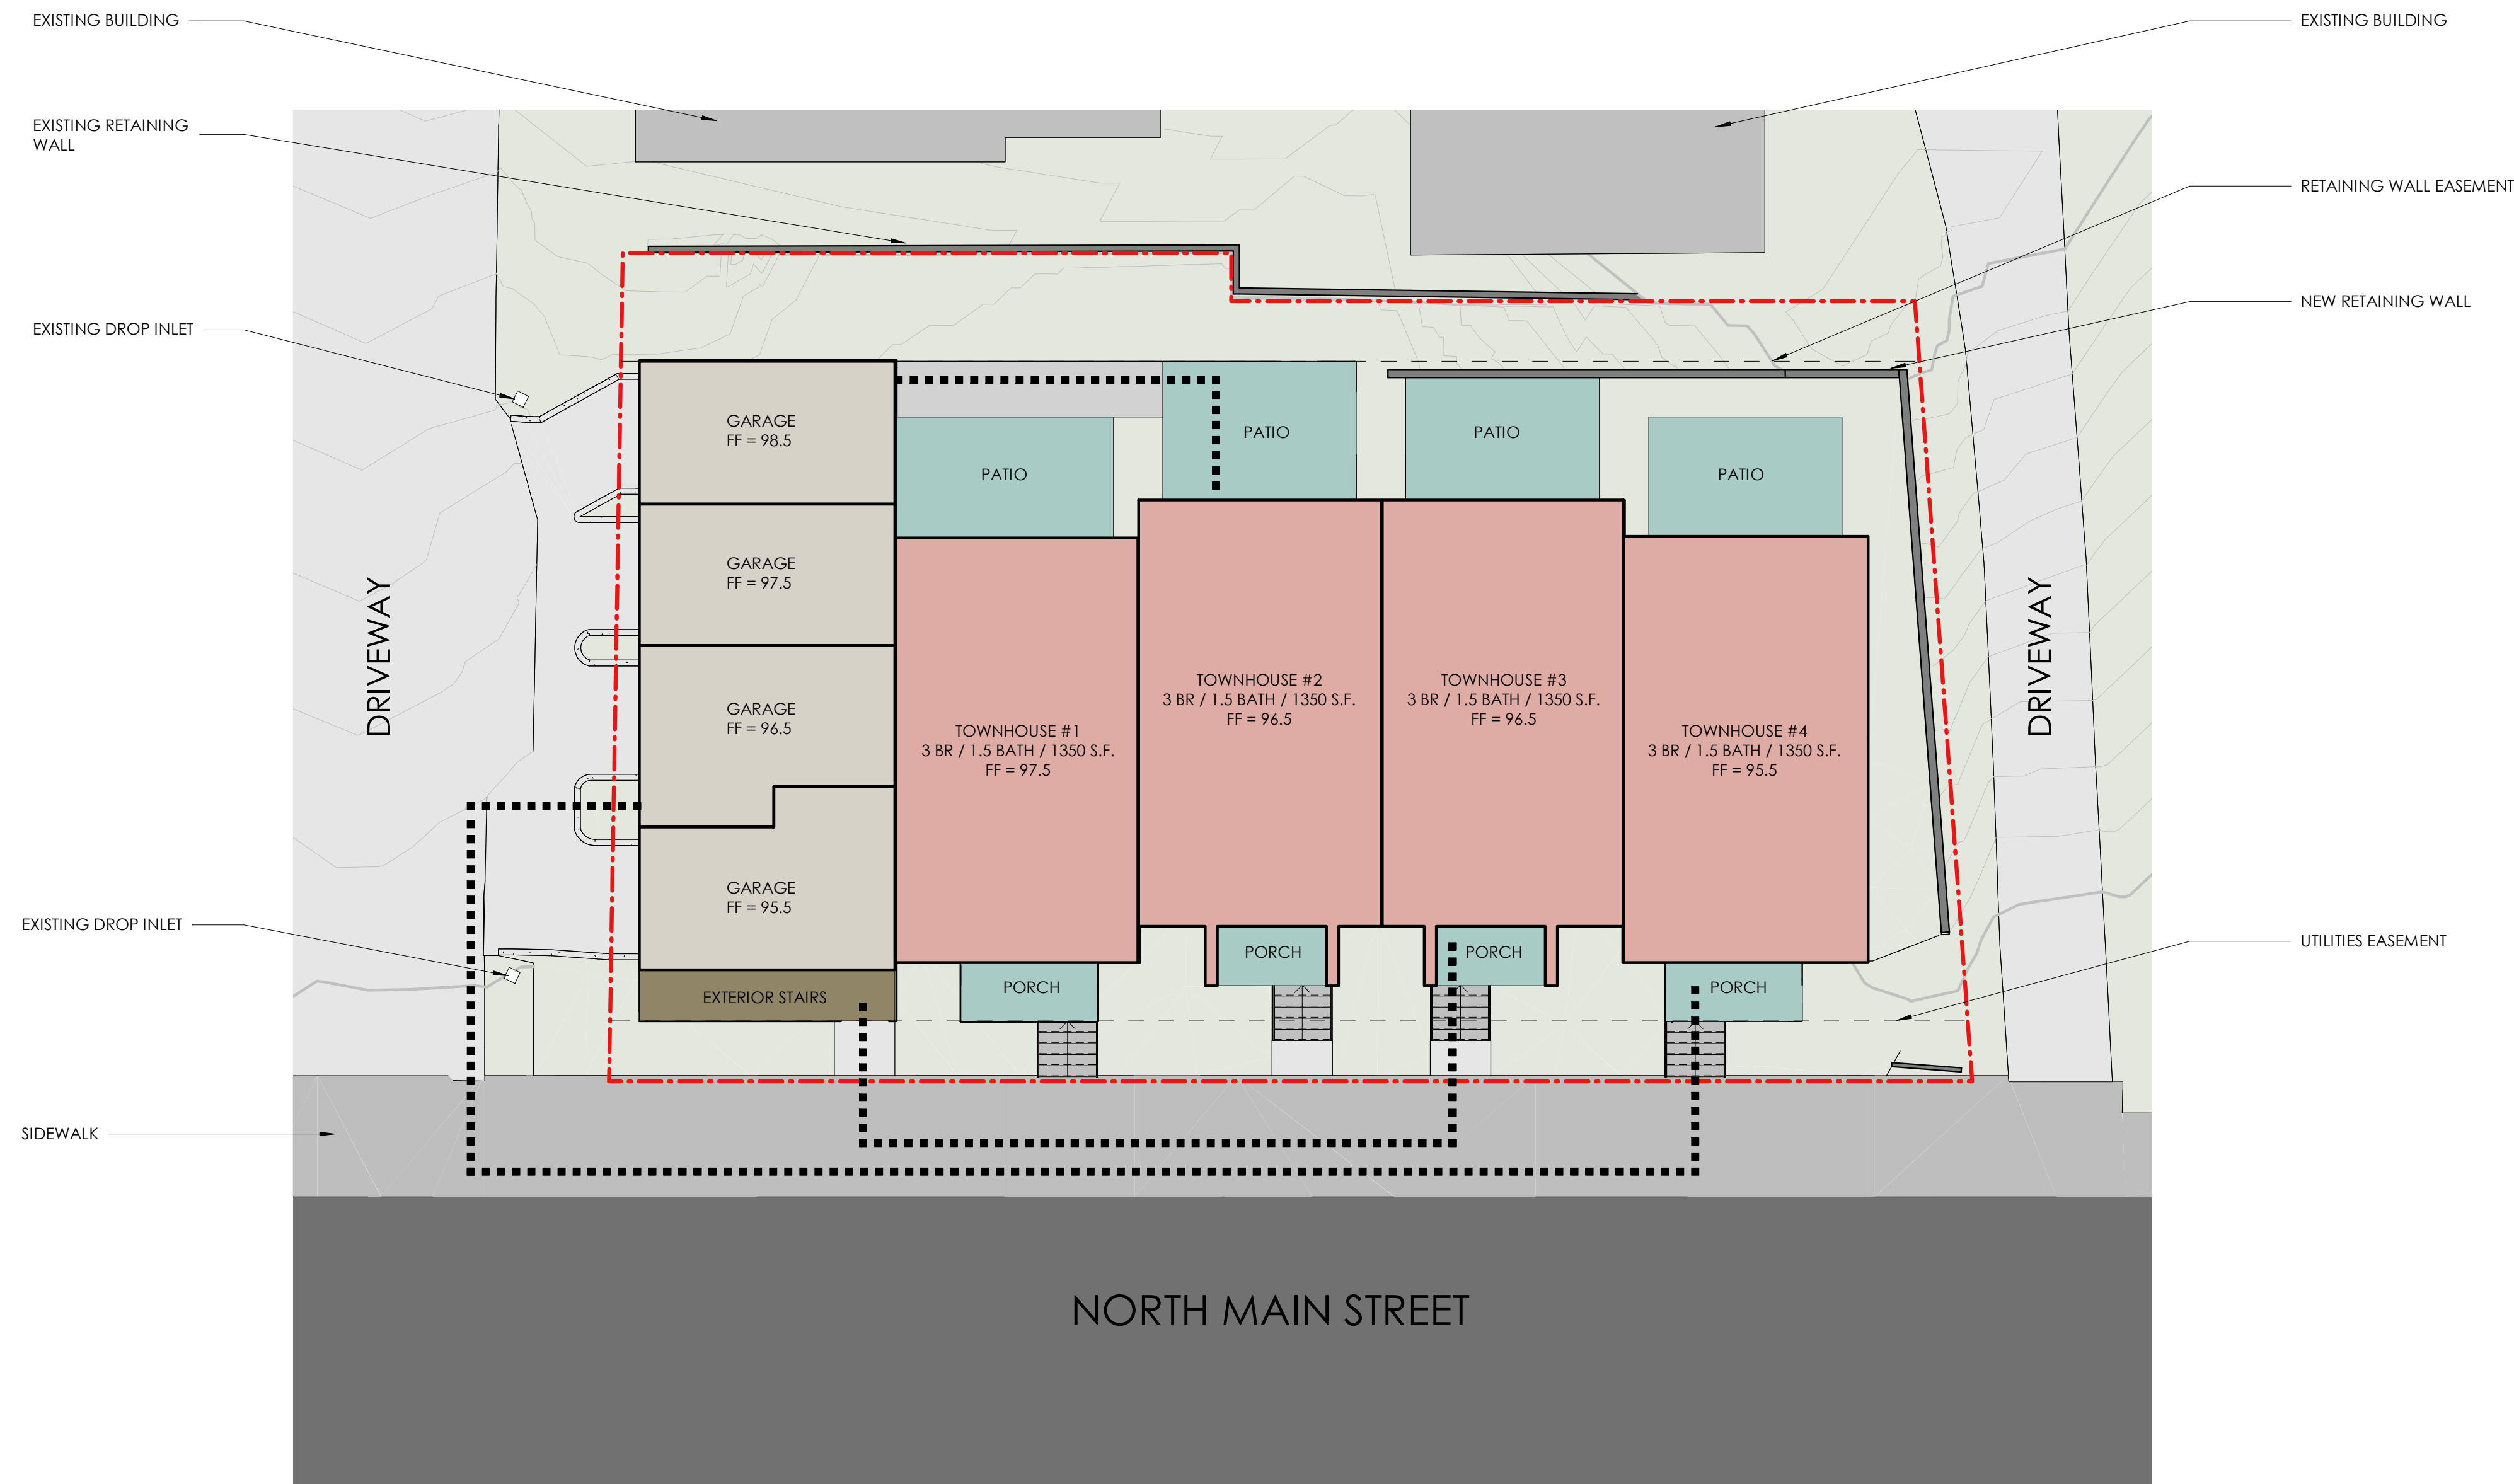 EXISTING BUILDING
EXISTING BUILDING
EXISTING RETAINING
WALL
RETAINING WALL EASEMENT
NEW RETAINING WALL
EXISTING DROP INLET
GARAGE
FF = 98.5
PATIO
PATIO
PATIO
PATIO
GARAGE
FF = 97.5
DRIVEWAY
DRIVEWAY
GARAGE
FF = 96.5
TOWNHOUSE #1
3 BR / 1.5 BATH / 1350 S.F.
FF = 97.5
TOWNHOUSE #2
3 BR / 1.5 BATH / 1350 S.F.
FF = 96.5
TOWNHOUSE #3
3 BR / 1.5 BATH / 1350 S.F.
FF = 96.5
TOWNHOUSE #4
3 BR / 1.5 BATH / 1350 S.F.
FF = 95.5
GARAGE
FF = 95.5
EXISTING DROP INLET
UTILITIES EASEMENT
PORCH
PORCH
PORCH
PORCH
EXTERIOR STAIRS
SIDEWALK
NORTH MAIN STREET